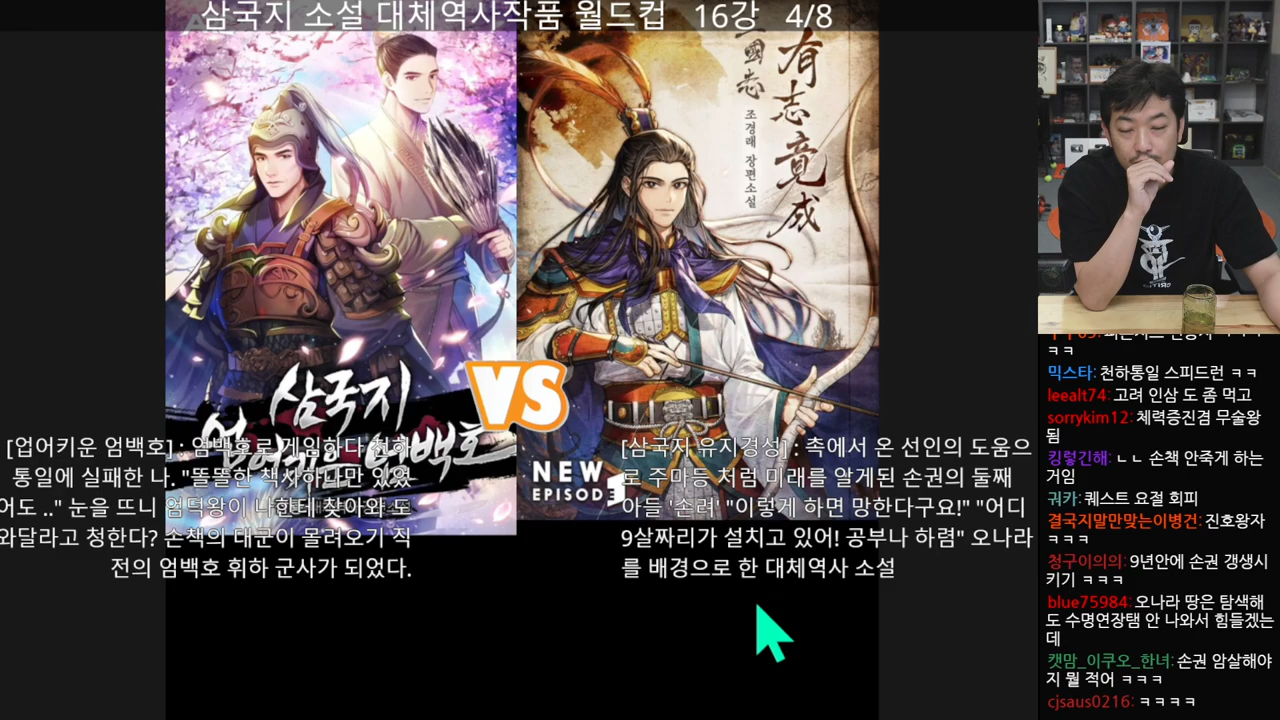 삼국지 소설 대체역사작품 월드컵 16강 4/8
三
國
志
조경래 장편소설
有
志
竟
成
삼국지
업어키운 엄백호
VS
NEW
EPISODE 1
[업어키운 엄백호] : 엄백호로 게임하다 천하
통일에 실패한 나. "똘똘한 책사하나만 있었
어도 .." 눈을 뜨니 엄덕왕이 나한테 찾아와 도
와달라고 청한다? 손책의 대군이 몰려오기 직
전의 엄백호 휘하 군사가 되었다.
[삼국지 유지경성] : 촉에서 온 선인의 도움으
로 주마등 처럼 미래를 알게된 손권의 둘째
아들 '손려' "이렇게 하면 망한다구요!" "어디
9살짜리가 설치고 있어! 공부나 하렴" 오나라
를 배경으로 한 대체역사 소설
ㅋㅋ
믹스타: 천하통일 스피드런 ㅋㅋ
leealt74: 고려 인삼 도 좀 먹고
sorrykim12: 체력증진겸 무술왕
됨
킹렇긴해: ㄴㄴ 손책 안죽게 하는
거임
궈카: 퀘스트 요절 회피
결국지말만맞는이병건: 진호왕자
ㅋㅋㅋ
청구이의의: 9년안에 손권 갱생시
키기 ㅋㅋㅋ
blue75984: 오나라 땅은 탐색해
도 수명연장탬 안 나와서 힘들겠는
데
캣맘_이쿠오_한녀: 손권 암살해야
지 뭘 적어 ㅋㅋㅋ
cjsaus0216: ㅋㅋㅋㅋ